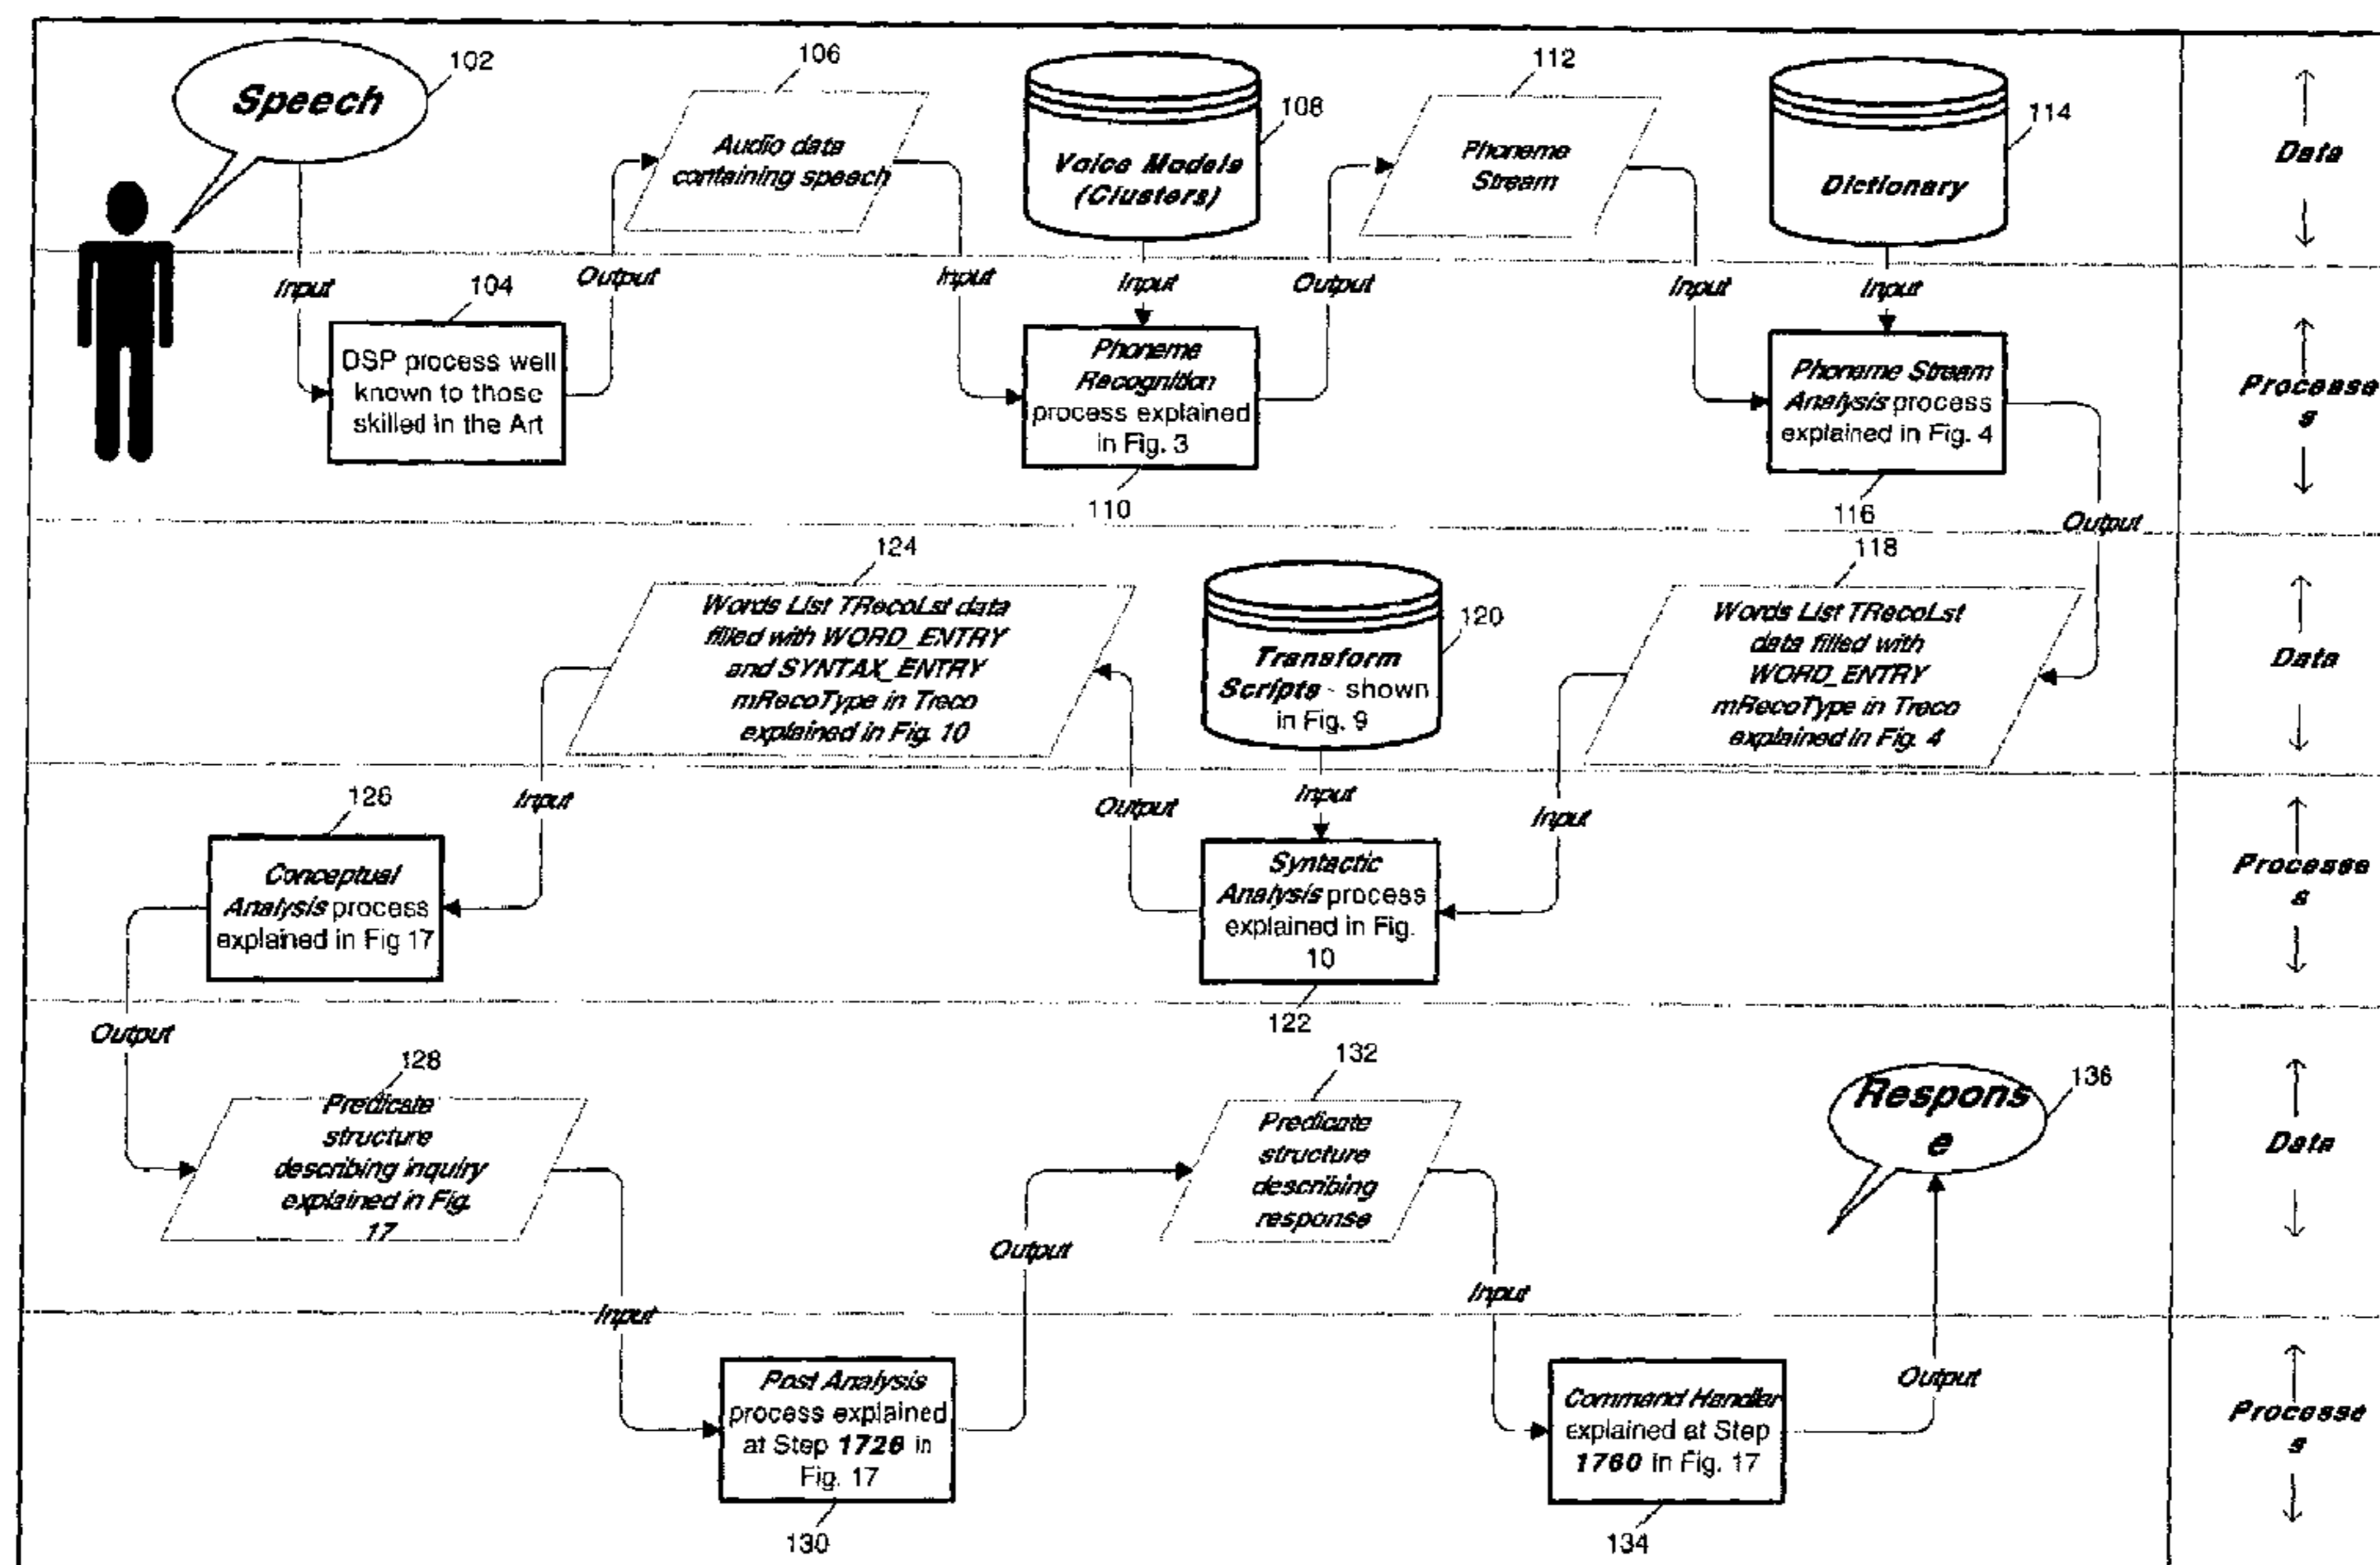 102
Speech
106
Audio data
containing speech
108
Voice Models
(Clusters)
112
Phoneme
Stream
114
Dictionary
Data
Input
Output
Input
Input
Output
Input
Input
104
DSP process well
known to those
skilled in the Art
Phoneme
Recognition
process explained
in Fig. 3
110
Phoneme Stream
Analysis process
explained in Fig. 4
116
Output
Processe
s
124
Words List TRecoLst data
filled with WORD_ENTRY
and SYNTAX_ENTRY
mRecoType in Treco
explained in Fig. 10
120
Transform
Scripts - shown
in Fig. 9
118
Words List TRecoLst
data filled with
WORD_ENTRY
mRecoType in Treco
explained in Fig. 4
Data
126
Input
Output
Input
Input
Conceptual
Analysis process
explained in Fig 17
Syntactic
Analysis process
explained in Fig.
10
122
Processe
s
Output
128
Predicate
structure
describing inquiry
explained in Fig.
17
132
Predicate
structure
describing
response
136
Respons
e
Data
Input
Output
Input
Output
Post Analysis
process explained
at Step 1726 in
Fig. 17
130
Command Handler
explained at Step
1760 in Fig. 17
134
Processe
s